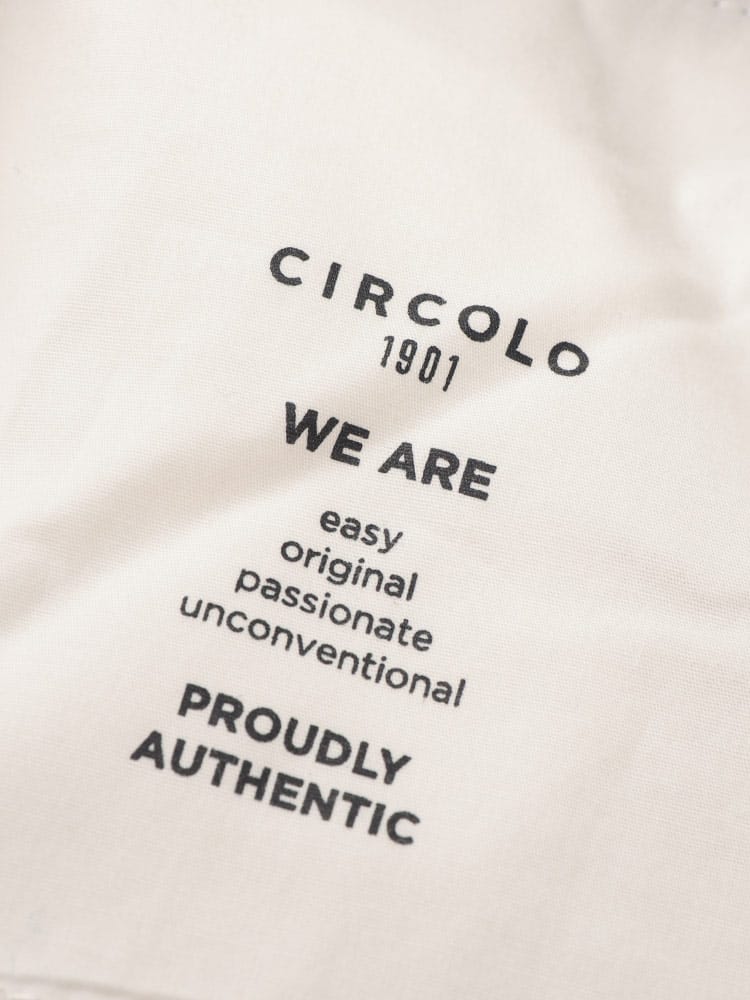 CIRCOLO
1901
WE ARE
easy
original
passionate
unconventional
PROUDLY
AUTHENTIC